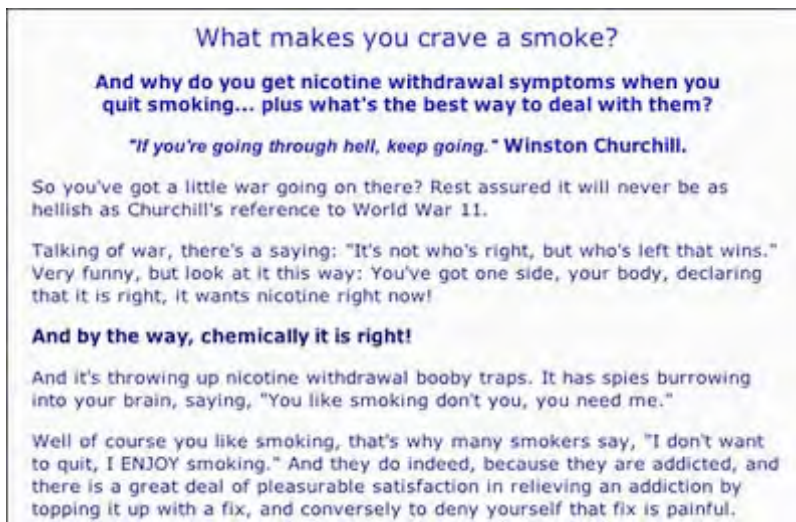 What makes you crave a smoke?
And why do you get nicotine withdrawal symptoms when you
quit smoking... plus what's the best way to deal with them?
"If you're going through hell, keep going." Winston Churchill.
So you've got a little war going on there? Rest assured it will never be as
hellish as Churchill's reference to World War 11.
Talking of war, there's a saying: "It's not who's right, but who's left that wins."
Very funny, but look at it this way: You've got one side, your body, declaring
that it is right, it wants nicotine right now!
And by the way, chemically it is right!
And it's throwing up nicotine withdrawal booby traps. It has spies burrowing
into your brain, saying, "You like smoking don't you, you need me."
Well of course you like smoking, that's why many smokers say, "I don't want
to quit, I ENJOY smoking." And they do indeed, because they are addicted, and
there is a great deal of pleasurable satisfaction in relieving an addiction by
topping it up with a fix, and conversely to deny yourself that fix is painful.